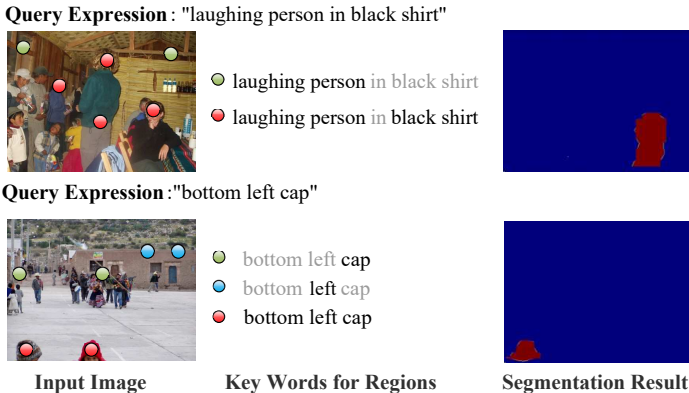 Query Expression: "laughing person in black shirt"
laughing person in black shirt
laughing person in black shirt
Query Expression:"bottom left cap"
bottom left cap
bottom left cap
bottom left cap
Input Image Key Words for Regions Segmentation Result